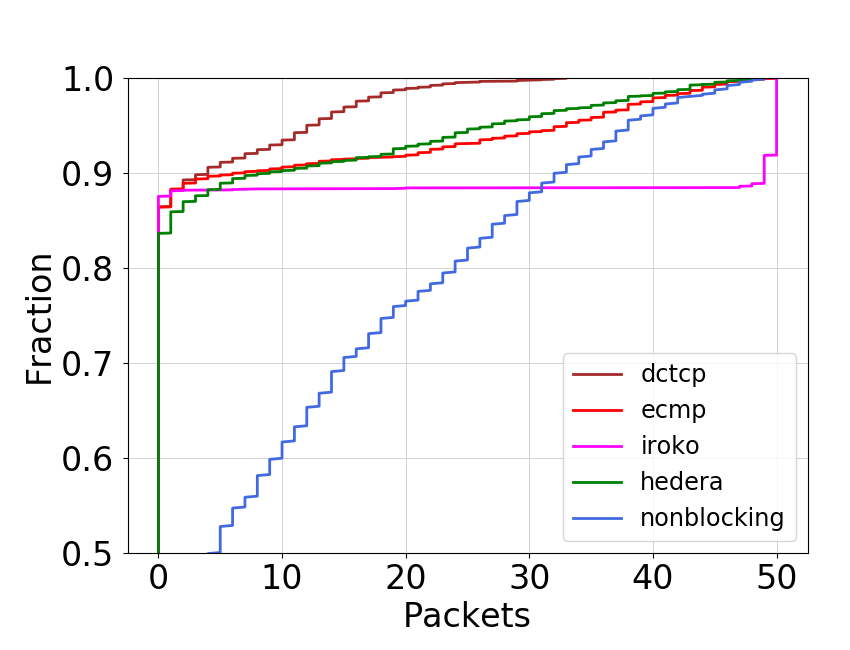 1.0
0.9
0.8
0.7
0.6
0.5
Fraction
0 10 20 30 40 50
Packets
dctcp
ecmp
iroko
hedera
nonblocking